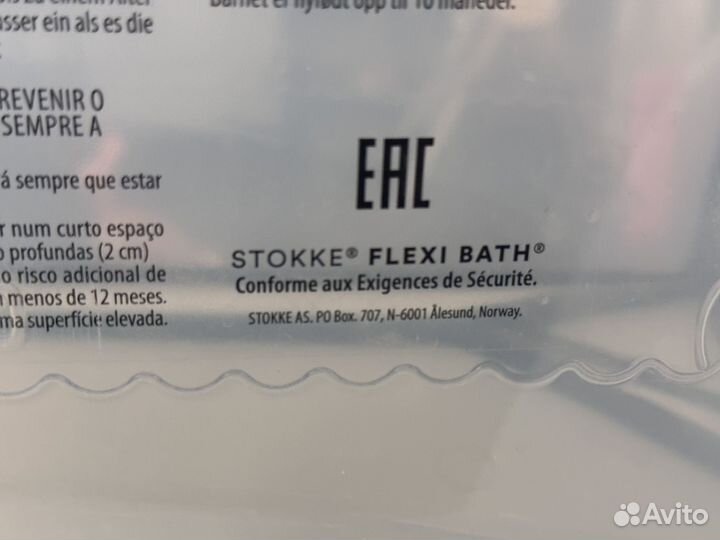 asser ein als es die
Barnet er nyfødt opp til 10 måneder.
REVENIR O
SEMPRE A
á sempre que estar
r num curto espaço
o profundas (2 cm)
o risco adicional de
n menos de 12 meses.
ma superfície elevada.
EAC
STOKKE® FLEXI BATH®
Conforme aux Exigences de Sécurité.
STOKKE AS. PO Box. 707, N-6001 Ålesund, Norway.
Avito